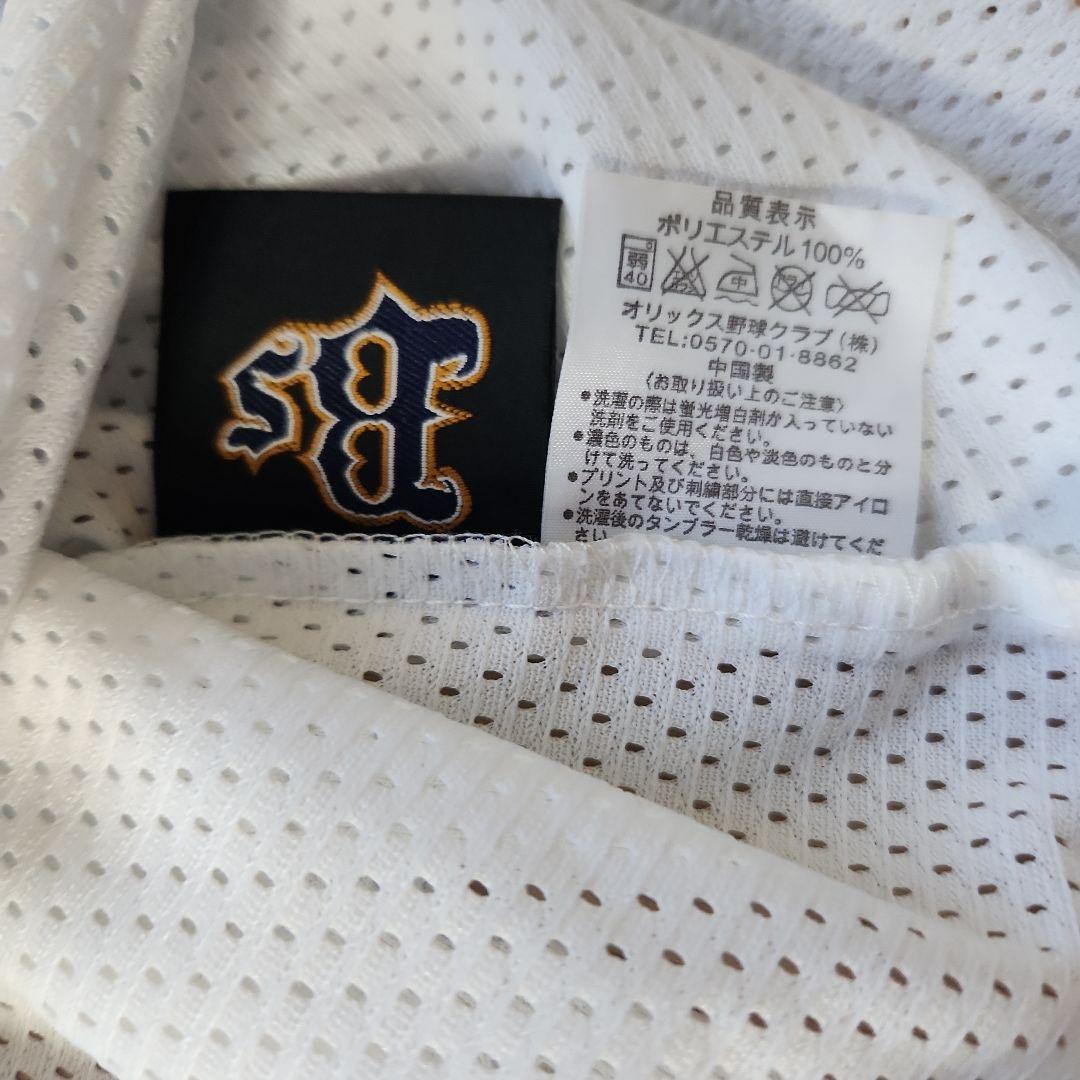 Bs
品質表示
ポリエステル100%
弱
40
中
オリックス野球クラブ(株)
TEL:0570-01-8862
中国製
〈お取り扱い上のご注意〉
●洗濯の際は蛍光増白剤が入っていない
洗剤をご使用ください。
●濃色のものは、白色や淡色のものと分
けて洗ってください。
●プリント及び刺繍部分には直接アイロ
ンをあてないでください。
●洗濯後のタンブラー乾燥は避けてくだ
さい